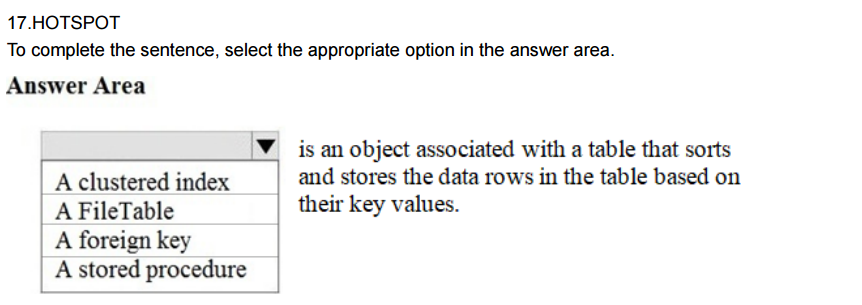 17.HOTSPOT
To complete the sentence, select the appropriate option in the answer area.
Answer Area
is an object associated with a table that sorts
and stores the data rows in the table based on
their key values.
A clustered index
A FileTable
A foreign key
A stored procedure